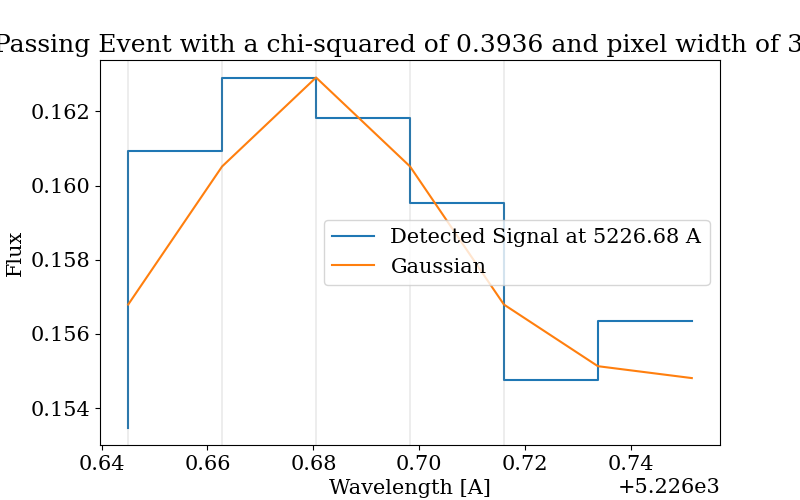 Passing Event with a chi-squared of 0.3936 and pixel width of 3
0.162
0.160
0.158
0.156
0.154
Flux
Detected Signal at 5226.68 A
Gaussian
0.64 0.66 0.68 0.70 0.72 0.74
Wavelength [A]
+5.226e3